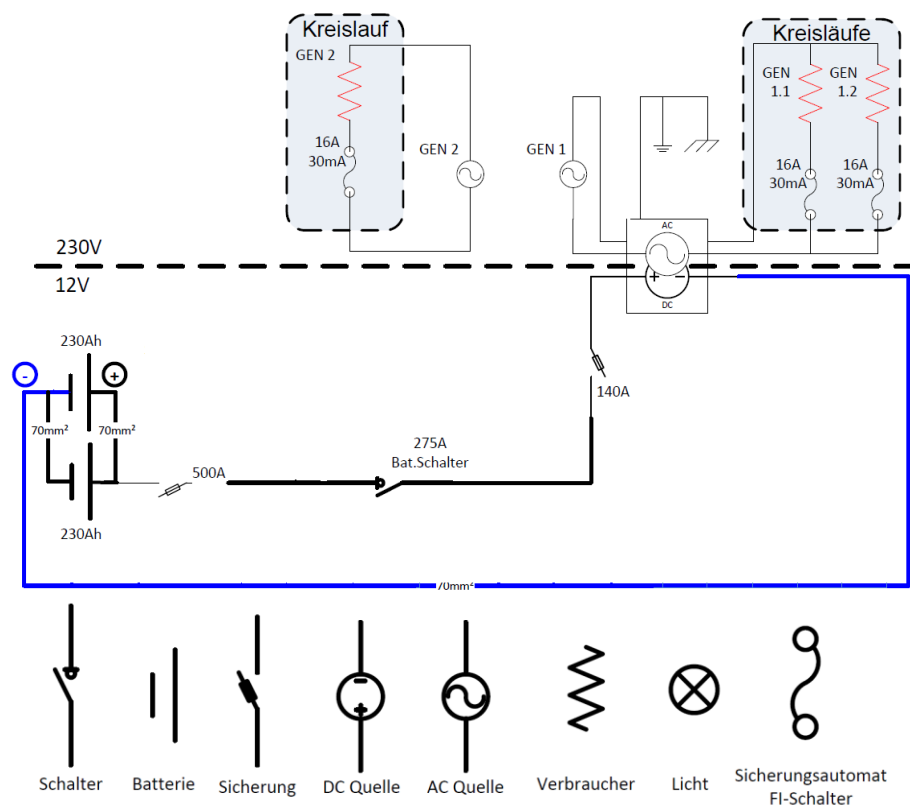 Kreislauf
GEN 2
16A
30mA
GEN 2
GEN 1
Kreisläufe
GEN
1.1
GEN
1.2
16A
30mA
16A
30mA
AC
230V
12V
+ −
DC
230Ah
-
+
70mm²
70mm²
140A
275A
Bat.Schalter
500A
230Ah
70mm²
Schalter
Batterie
Sicherung
DC Quelle
AC Quelle
Verbraucher
Licht
Sicherungsautomat
FI-Schalter